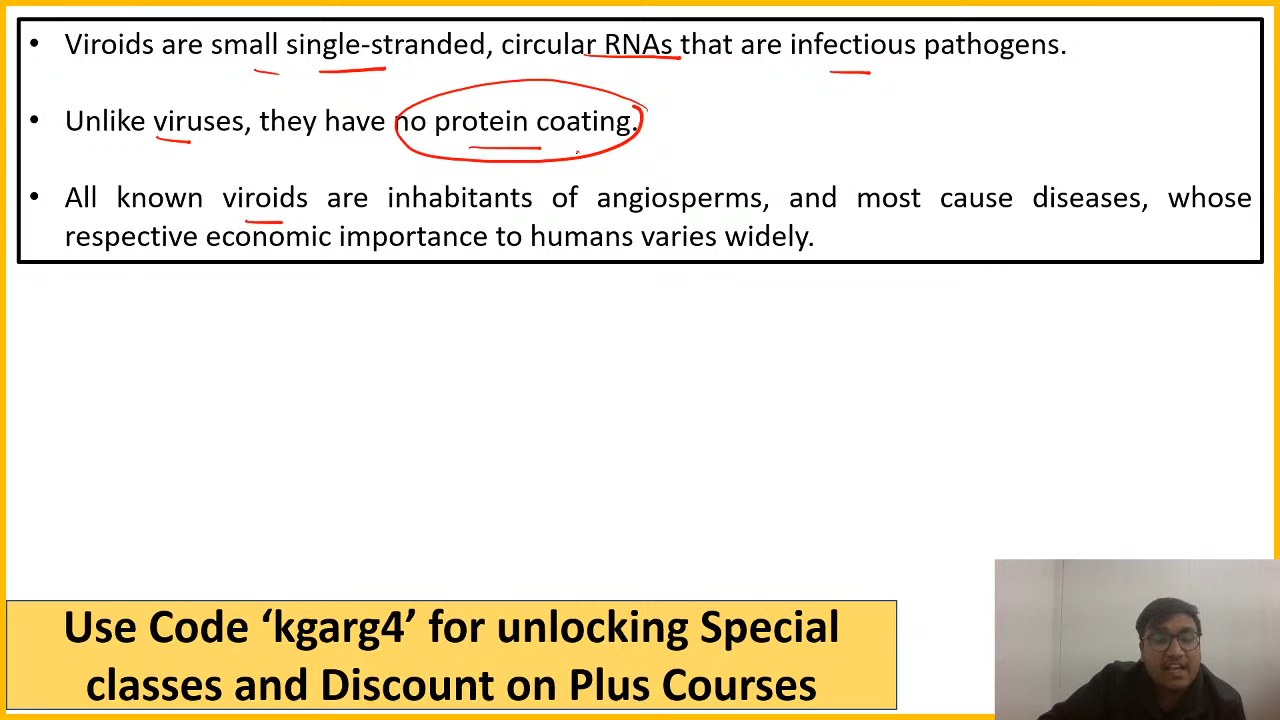 • Viroids are small single-stranded, circular RNAs that are infectious pathogens.
• Unlike viruses, they have no protein coating.
• All known viroids are inhabitants of angiosperms, and most cause diseases, whose
respective economic importance to humans varies widely.
Use Code ‘kgarg4’ for unlocking Special
classes and Discount on Plus Courses